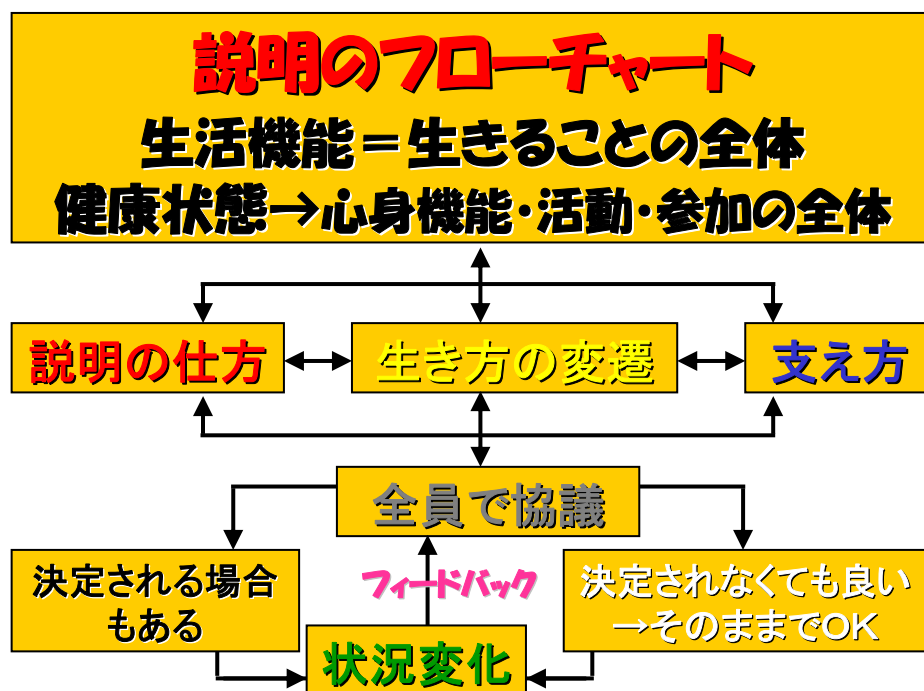 説明のフローチャート
生活機能＝生きることの全体
健康状態→心身機能・活動・参加の全体
説明の仕方
生き方の変遷
支え方
全員で協議
決定される場合
もある
フィードバック
決定されなくても良い
→そのままでOK
状況変化